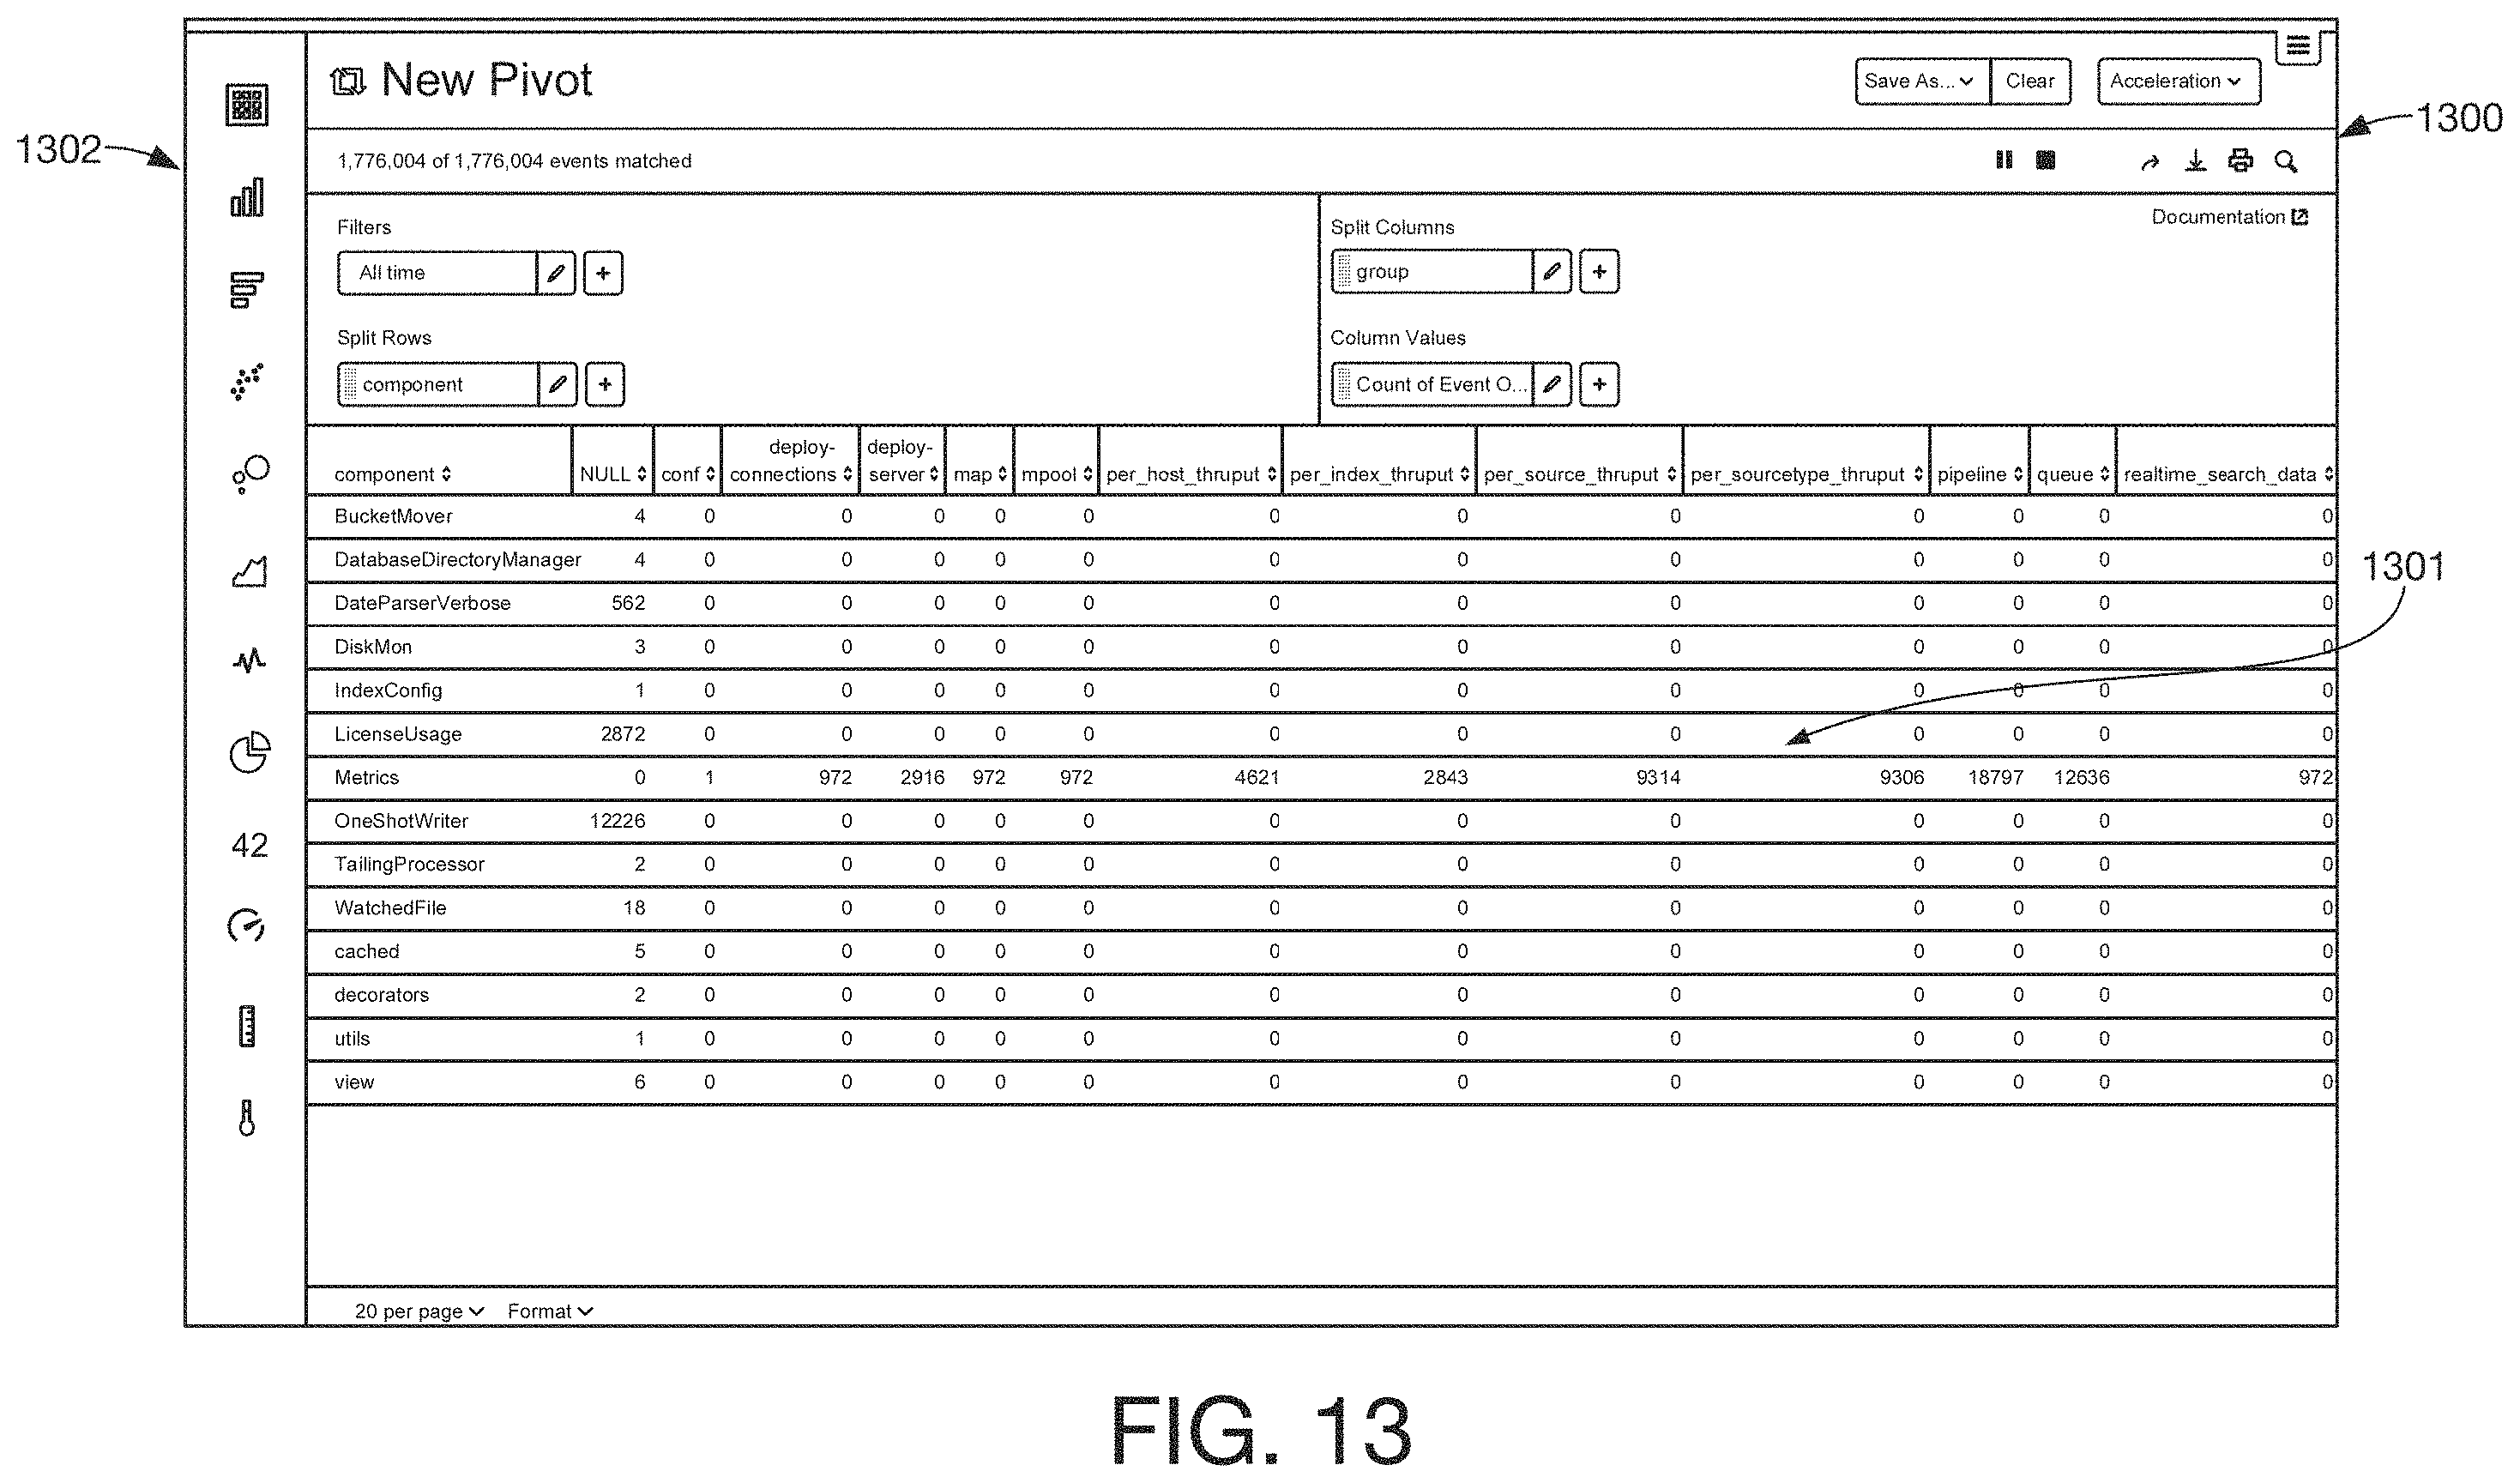 New Pivot
Save As... Clear Acceleration
1300
1302
1,776,004 of 1,776,004 events matched
Documentation
Filters Split Columns
All time + group +
Split Rows Column Values
component + Count of Event O... +
deploy- deploy-
component NULL conf connections server map mpool per_host_thruput per_index_thruput per_source_thruput per_sourcetype_thruput pipeline queue realtime_search_data
BucketMover 4 0 0 0 0 0 0 0 0 0 0 0 0
DatabaseDirectoryManager 4 0 0 0 0 0 0 0 0 0 0 0 0
1301
DateParserVerbose 562 0 0 0 0 0 0 0 0 0 0 0 0
DiskMon 3 0 0 0 0 0 0 0 0 0 0 0 0
IndexConfig 1 0 0 0 0 0 0 0 0 0 0 0 0
LicenseUsage 2872 0 0 0 0 0 0 0 0 0 0 0 0
Metrics 0 1 972 2916 972 972 4621 2843 9314 9306 18797 12636 972
OneShotWriter 12226 0 0 0 0 0 0 0 0 0 0 0 0
42
TailingProcessor 2 0 0 0 0 0 0 0 0 0 0 0 0
WatchedFile 18 0 0 0 0 0 0 0 0 0 0 0 0
cached 5 0 0 0 0 0 0 0 0 0 0 0 0
decorators 2 0 0 0 0 0 0 0 0 0 0 0 0
utils 1 0 0 0 0 0 0 0 0 0 0 0 0
view 6 0 0 0 0 0 0 0 0 0 0 0 0
20 per page Format
FIG. 13